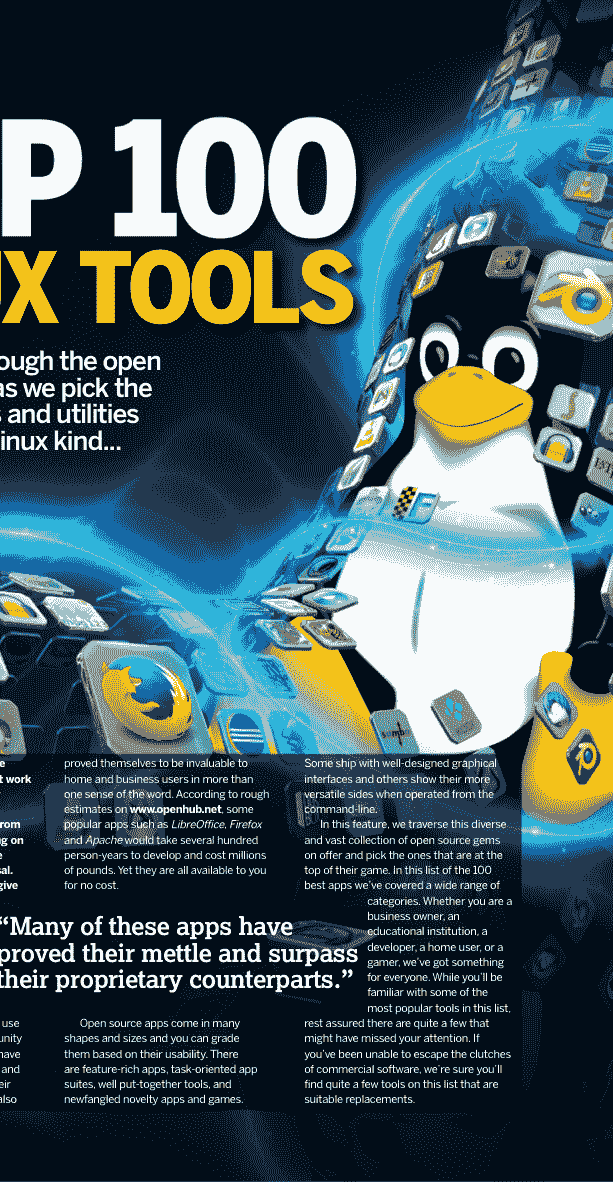 P 100
UX TOOLS
ough the open
as we pick the
s and utilities
inux kind...
e
t work
rom
ng on
e
sal.
give
use
unity
have
and
eir
also
proved themselves to be invaluable to
home and business users in more than
one sense of the word. According to rough
estimates on www.openhub.net, some
popular apps such as LibreOffice, Firefox
and Apache would take several hundred
person-years to develop and cost millions
of pounds. Yet they are all available to you
for no cost.
“Many of these apps have
proved their mettle and surpass
their proprietary counterparts.”
Open source apps come in many
shapes and sizes and you can grade
them based on their usability. There
are feature-rich apps, task-oriented app
suites, well put-together tools, and
newfangled novelty apps and games.
Some ship with well-designed graphical
interfaces and others show their more
versatile sides when operated from the
command-line.
In this feature, we traverse this diverse
and vast collection of open source gems
on offer and pick the ones that are at the
top of their game. In this list of the 100
best apps we’ve covered a wide range of
categories. Whether you are a
business owner, an
educational institution, a
developer, a home user, or a
gamer, we’ve got something
for everyone. While you’ll be
familiar with some of the
most popular tools in this list,
rest assured there are quite a few that
might have missed your attention. If
you’ve been unable to escape the clutches
of commercial software, we’re sure you’ll
find quite a few tools on this list that are
suitable replacements.